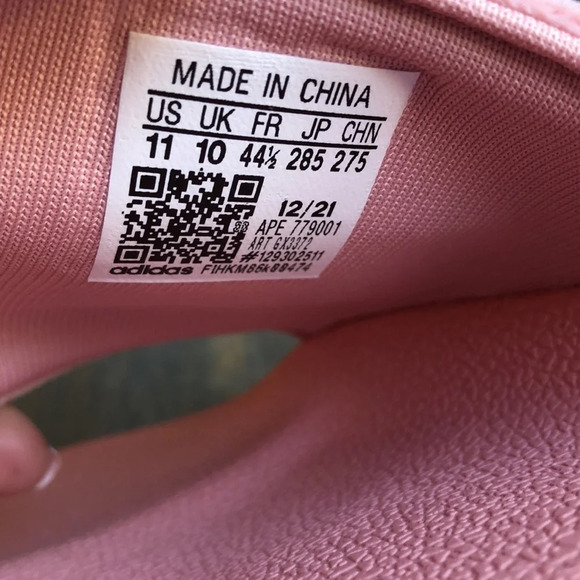 MADE IN CHINA
US UK FR JP CHN
11 10 44½ 285 275
12/21
APE 779001
ART GX3372
#129302511
adidas FIHKM86k88474